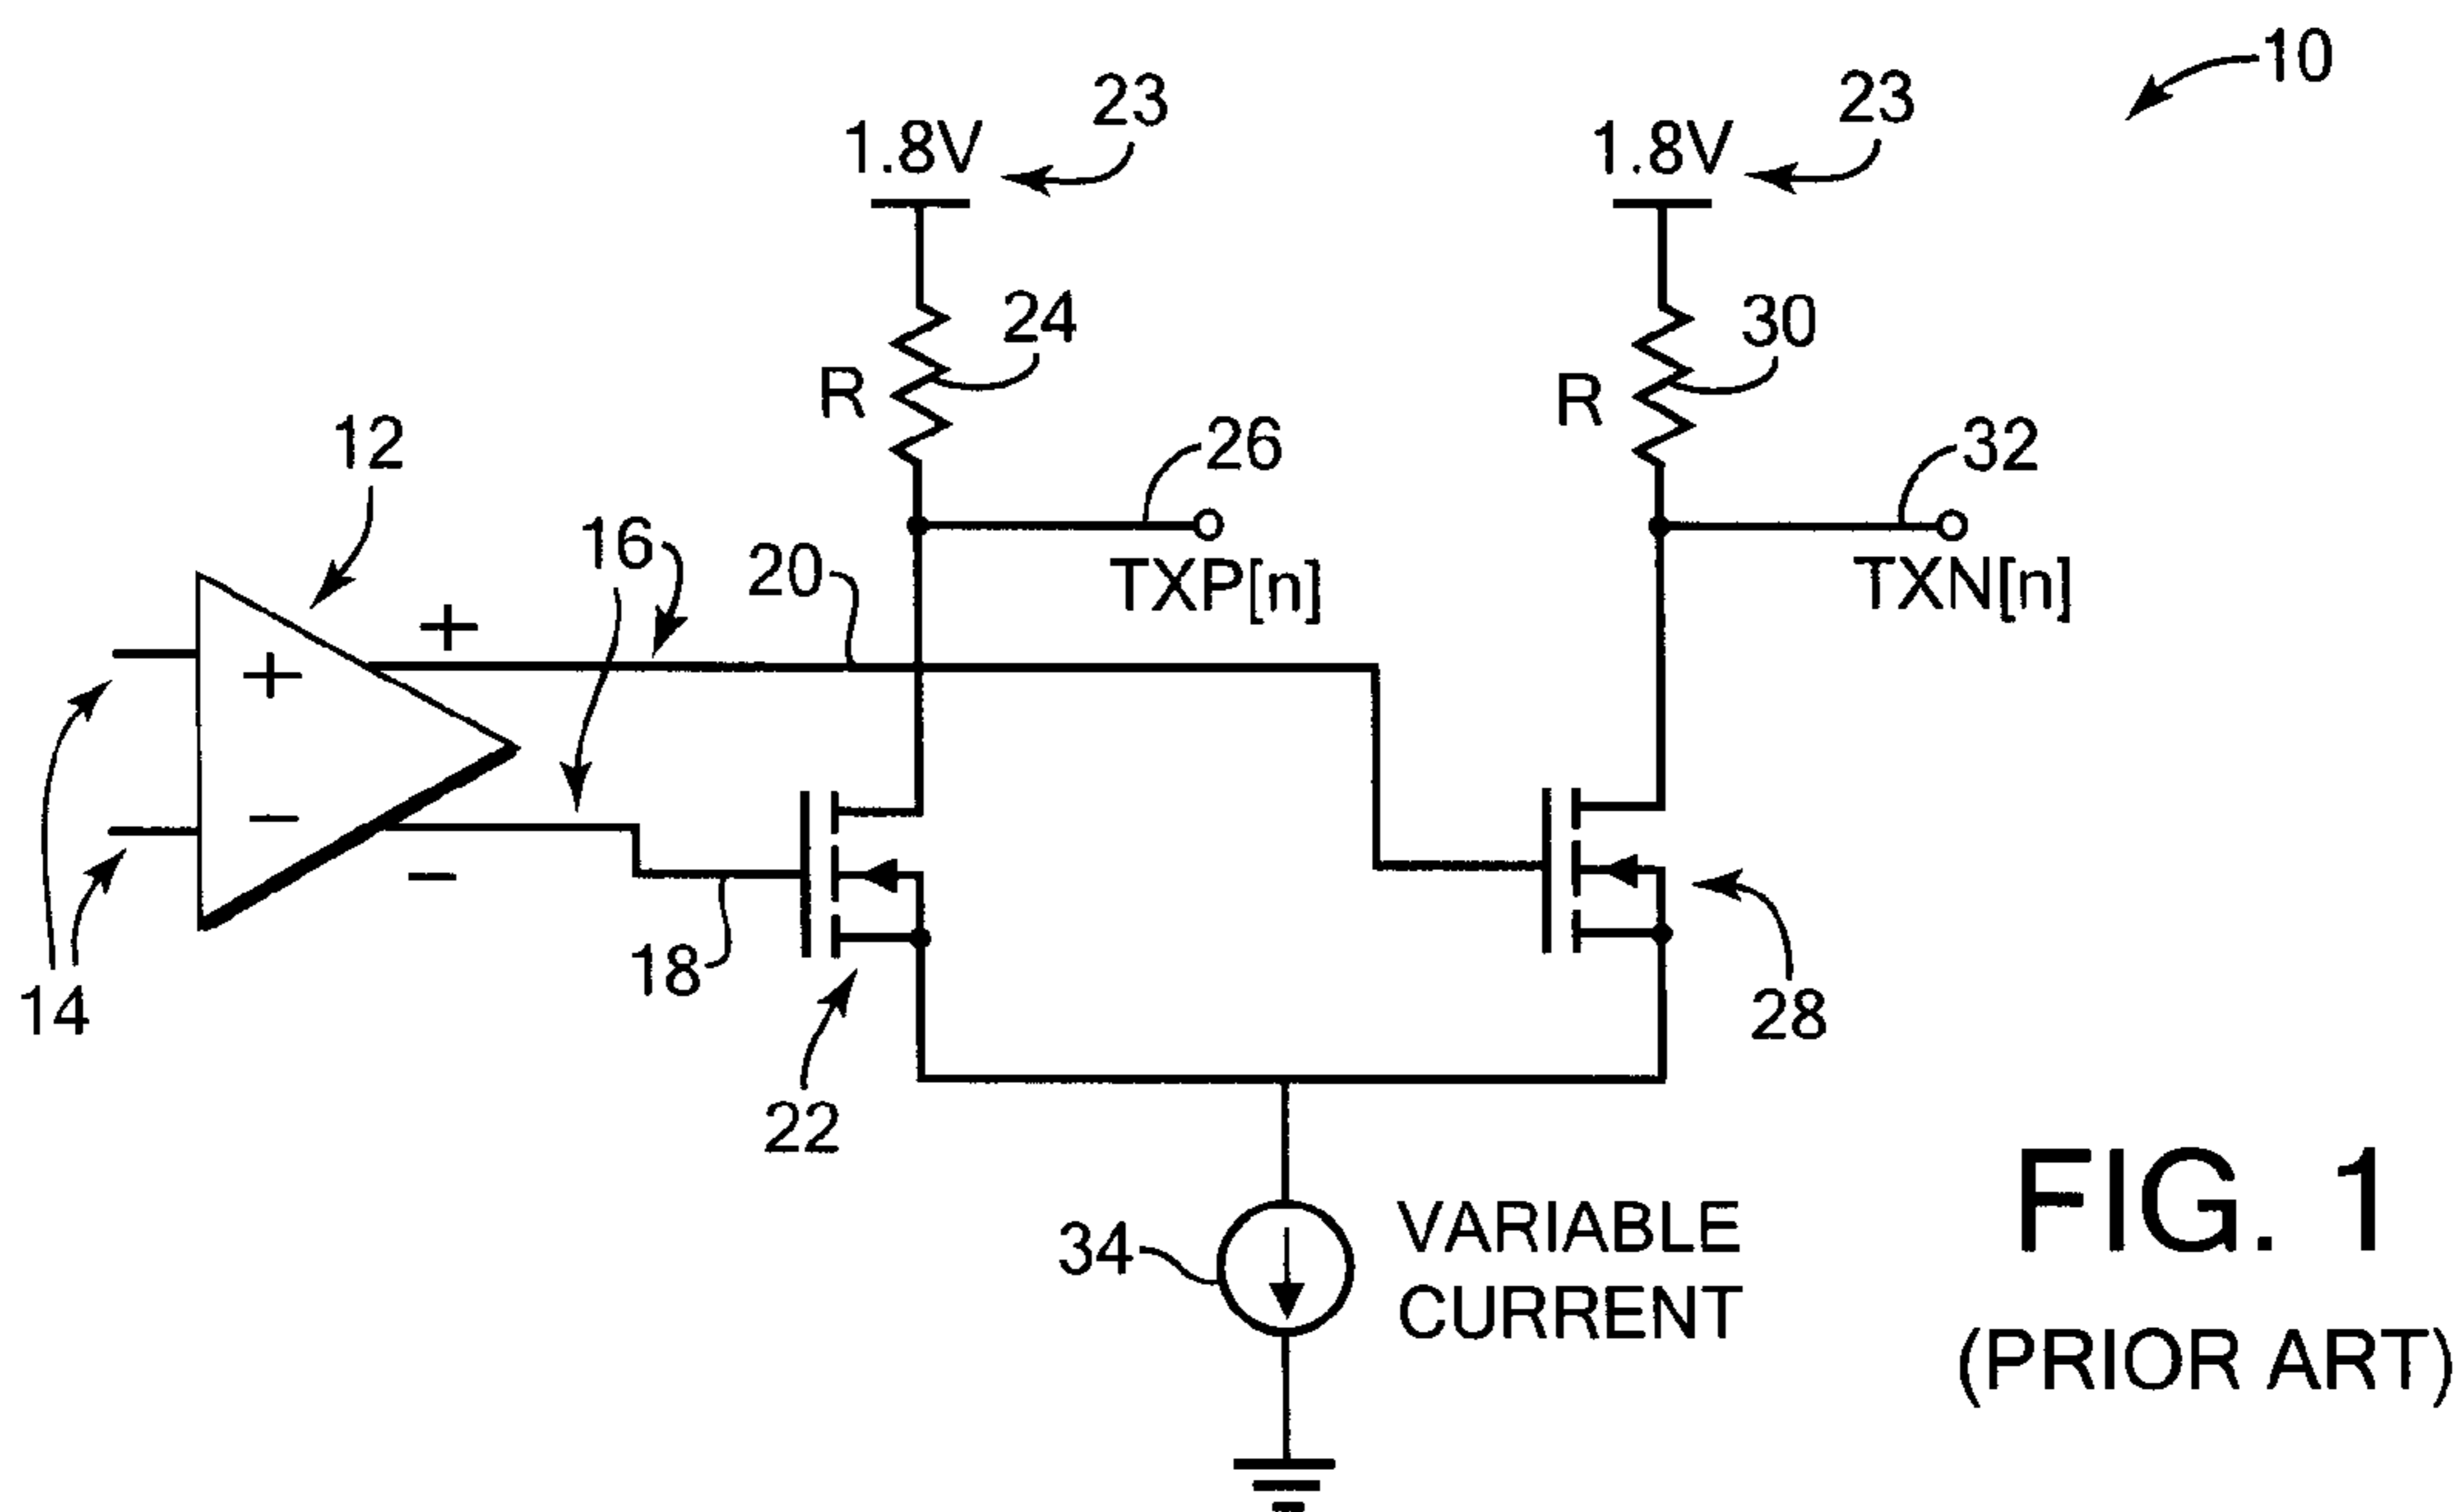 10
23
23
1.8V
1.8V
24
30
R
R
12
26
32
16
20
TXP[n]
TXN[n]
+
+
−
−
18
14
28
22
34
VARIABLE
CURRENT
FIG. 1
(PRIOR ART)